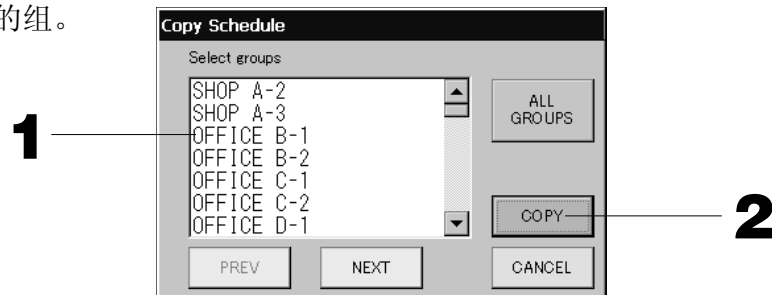 的组。
Copy Schedule
Select groups
SHOP A-2
SHOP A-3
OFFICE B-1
OFFICE B-2
OFFICE C-1
OFFICE C-2
OFFICE D-1
ALL
GROUPS
COPY
PREV
NEXT
CANCEL
1
2